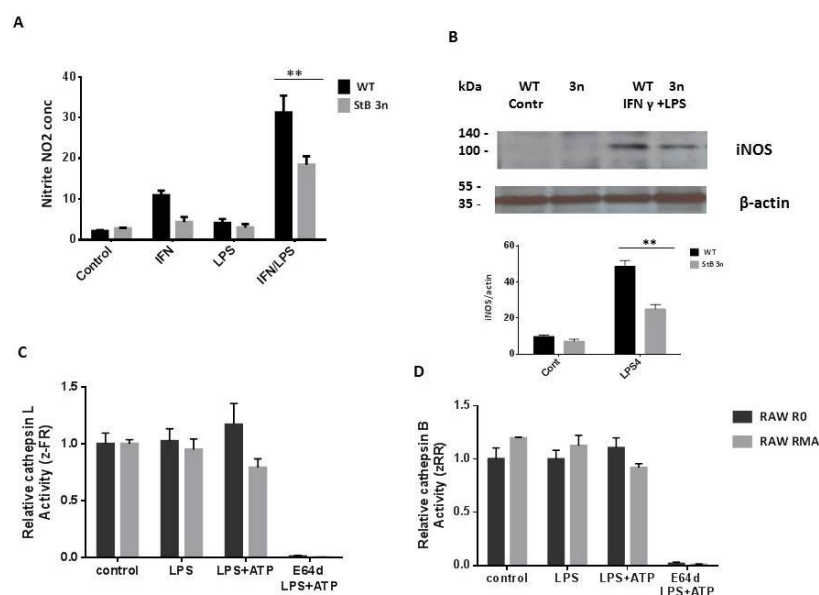 A
Nitrite NO2 conc
40
30
20
10
0
Control
IFN
LPS
IFN/LPS
**
WT
StB 3n
B
kDa
WT 3n WT 3n
Contr IFN γ +LPS
140 -
100 -
iNOS
55 -
35 -
β-actin
iNOS/actin
60
40
20
0
Cont
LPS4
**
WT
StB 3n
C
Relative cathepsin L
Activity (z-FR)
1.5
1.0
0.5
0.0
control LPS LPS+ATP E64d
LPS+ATP
D
Relative cathepsin B
Activity (zRR)
1.5
1.0
0.5
0.0
control LPS LPS+ATP E64d
LPS+ATP
RAW R0
RAW RMA